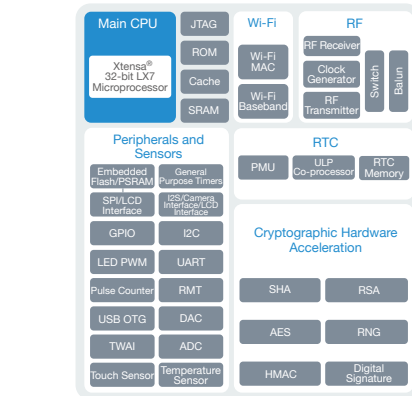 Main CPU
Xtensa®
32-bit LX7
Microprocessor
JTAG
ROM
Cache
SRAM
Wi-Fi
Wi-Fi
MAC
Wi-Fi
Baseband
RF
RF Receiver
Clock
Generator
RF
Transmitter
Switch
Balun
Peripherals and
Sensors
Embedded
Flash/PSRAM
General
Purpose Timers
SPI/LCD
Interface
I2S/Camera
Interface/LCD
Interface
GPIO
I2C
LED PWM
UART
Pulse Counter
RMT
USB OTG
DAC
TWAI
ADC
Touch Sensor
Temperature
Sensor
RTC
PMU
ULP
Co-processor
RTC
Memory
Cryptographic Hardware
Acceleration
SHA
RSA
AES
RNG
HMAC
Digital
Signature